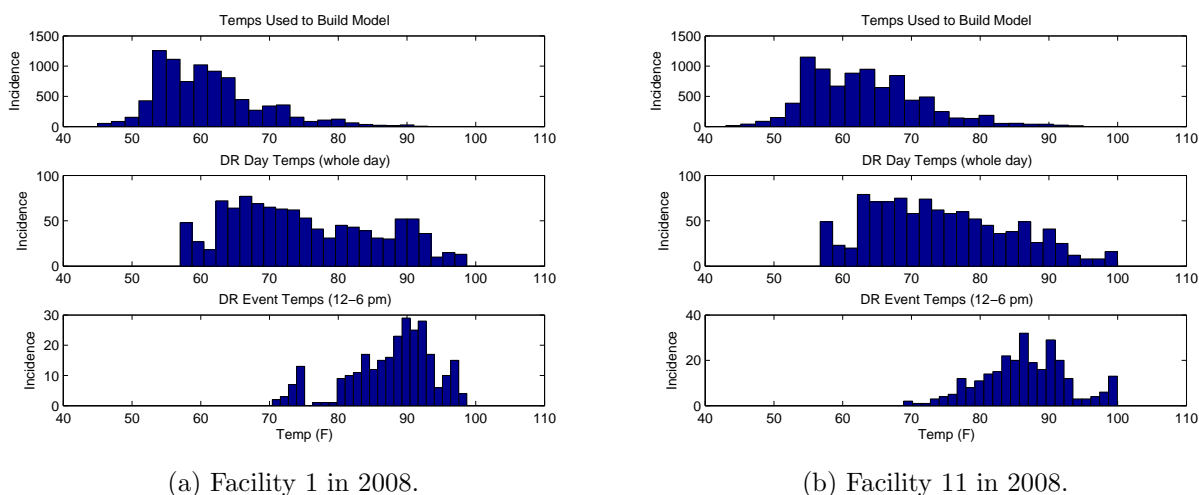 Temps Used to Build Model
1500
1000
500
0
Incidence
40 50 60 70 80 90 100 110
DR Day Temps (whole day)
100
50
0
Incidence
40 50 60 70 80 90 100 110
DR Event Temps (12–6 pm)
30
20
10
0
Incidence
40 50 60 70 80 90 100 110
Temp (F)
(a) Facility 1 in 2008.
Temps Used to Build Model
1500
1000
500
0
Incidence
40 50 60 70 80 90 100 110
DR Day Temps (whole day)
100
50
0
Incidence
40 50 60 70 80 90 100 110
DR Event Temps (12–6 pm)
40
20
0
Incidence
40 50 60 70 80 90 100 110
Temp (F)
(b) Facility 11 in 2008.